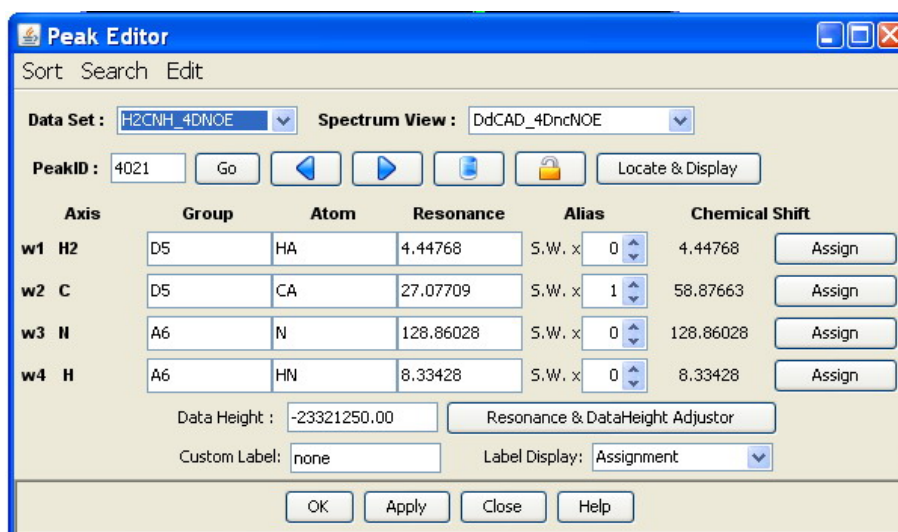 Peak Editor
Sort Search Edit
Data Set : H2CNH_4DNOE Spectrum View : DdCAD_4DncNOE
PeakID : 4021 Go Locate & Display
Axis Group Atom Resonance Alias Chemical Shift
w1 H2 D5 HA 4.44768 S.W. x 0 4.44768 Assign
w2 C D5 CA 27.07709 S.W. x 1 58.87663 Assign
w3 N A6 N 128.86028 S.W. x 0 128.86028 Assign
w4 H A6 HN 8.33428 S.W. x 0 8.33428 Assign
Data Height : -23321250.00 Resonance & DataHeight Adjustor
Custom Label: none Label Display: Assignment
OK Apply Close Help